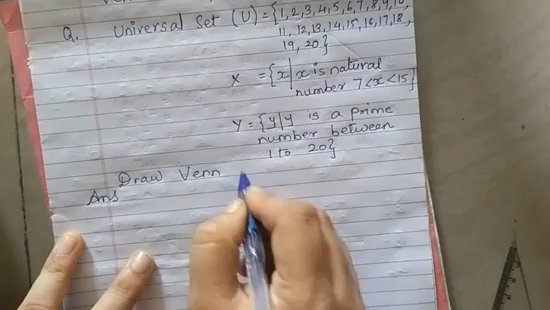 Q. Universal Set (U) = {1,2,3,4,5,6,7,8,9,10,
11, 12, 13, 14, 15, 16, 17, 18,
19, 20}
X = {x|x is natural
number 7<x<15}
Y = {y|y is a prime
number between
1 to 20}
Draw Venn
Ans